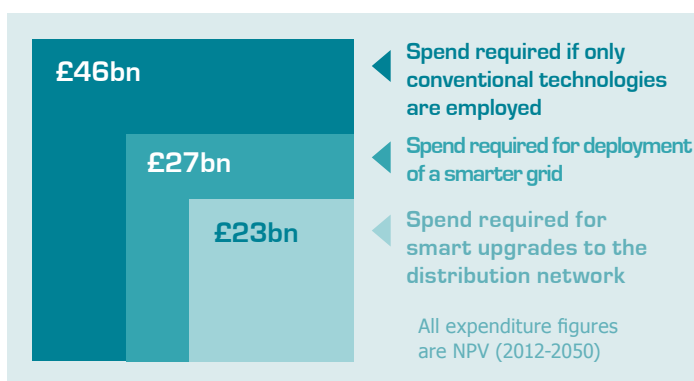 £46bn
Spend required if only
conventional technologies
are employed
£27bn
Spend required for deployment
of a smarter grid
£23bn
Spend required for
smart upgrades to the
distribution network
All expenditure figures
are NPV (2012-2050)